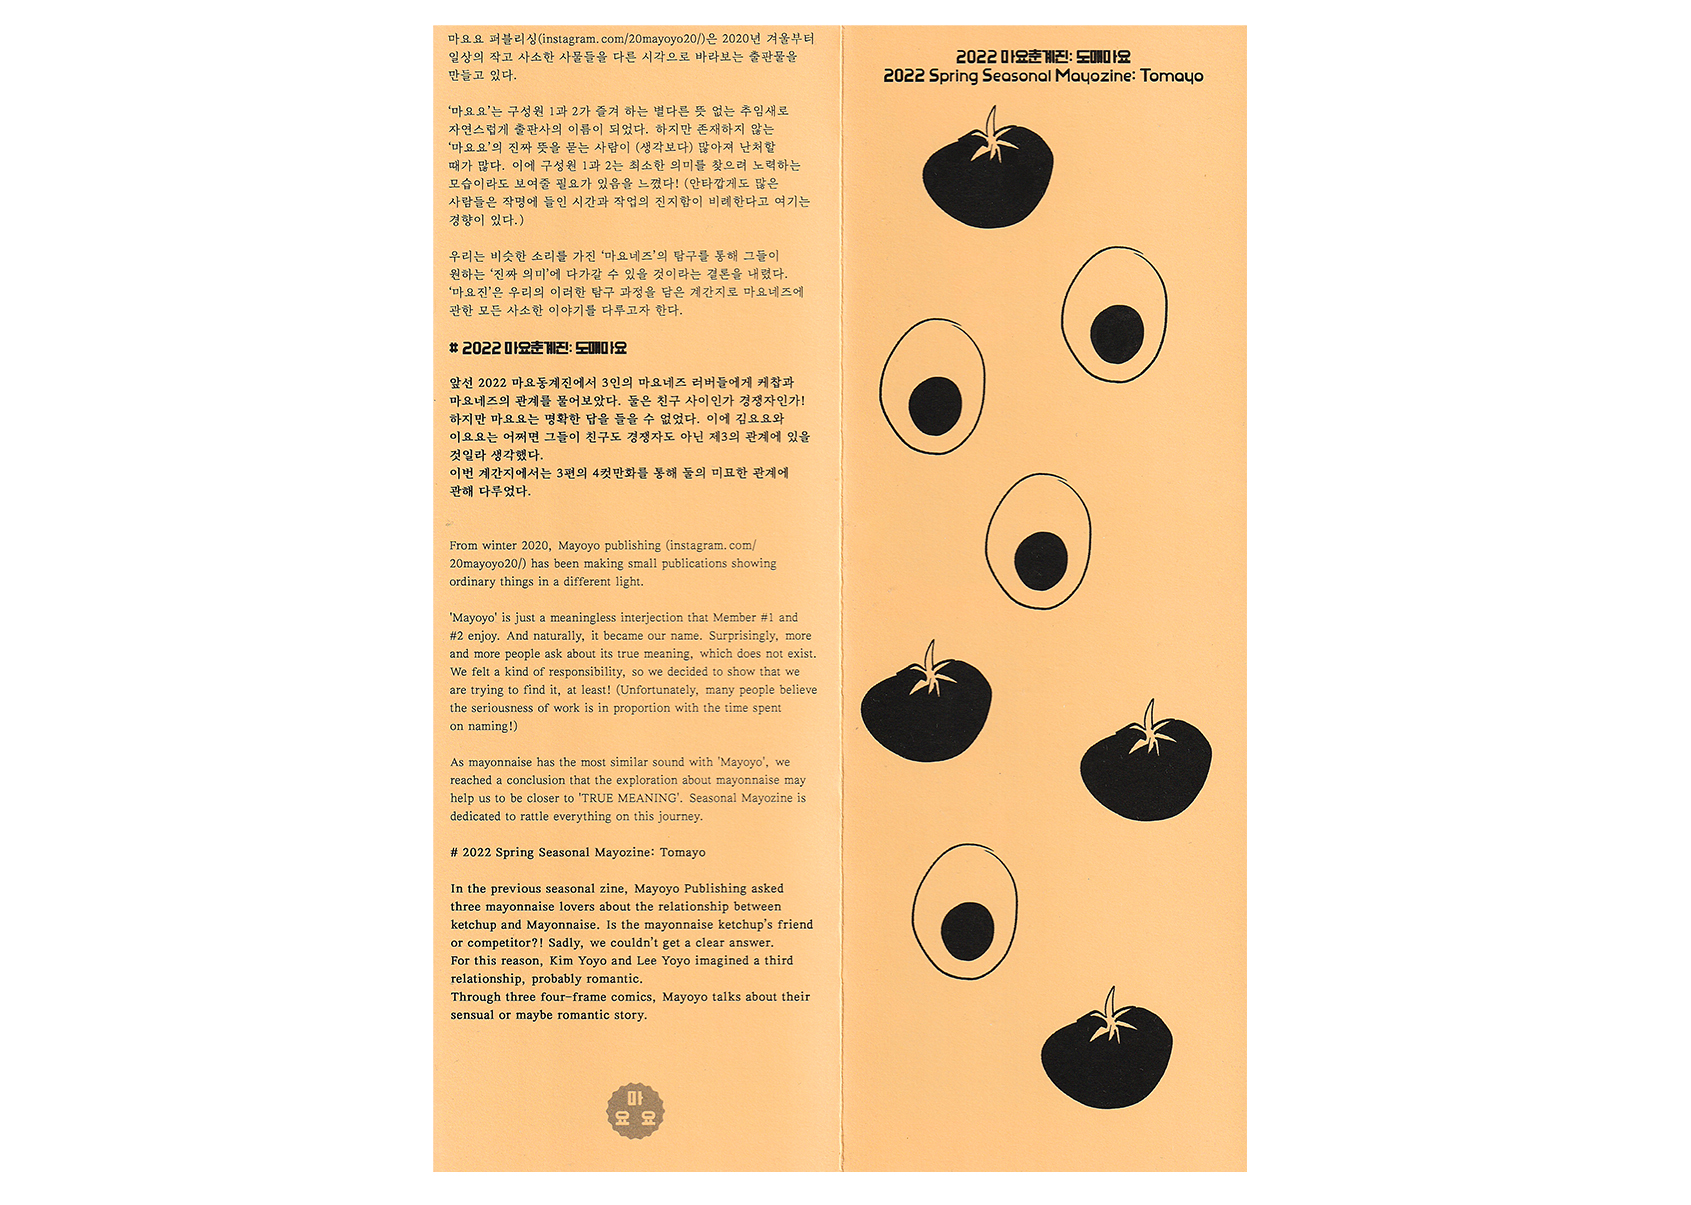 마요요 퍼블리싱(instagram.com/20mayoyo20/)은 2020년 겨울부터
일상의 작고 사소한 사물들을 다른 시각으로 바라보는 출판물을
만들고 있다.
‘마요요’는 구성원 1과 2가 즐겨 하는 별다른 뜻 없는 추임새로
자연스럽게 출판사의 이름이 되었다. 하지만 존재하지 않는
‘마요요’의 진짜 뜻을 묻는 사람이 (생각보다) 많아져 난처할
때가 많다. 이에 구성원 1과 2는 최소한 의미를 찾으려 노력하는
모습이라도 보여줄 필요가 있음을 느꼈다! (안타깝게도 많은
사람들은 작명에 들인 시간과 작업의 진지함이 비례한다고 여기는
경향이 있다.)
우리는 비슷한 소리를 가진 ‘마요네즈’의 탐구를 통해 그들이
원하는 ‘진짜 의미’에 다가갈 수 있을 것이라는 결론을 내렸다.
‘마요진’은 우리의 이러한 탐구 과정을 담은 계간지로 마요네즈에
관한 모든 사소한 이야기를 다루고자 한다.
# 2022 마요춘계진: 도매마요
앞선 2022 마요동계진에서 3인의 마요네즈 러버들에게 케찹과
마요네즈의 관계를 물어보았다. 둘은 친구 사이인가 경쟁자인가!
하지만 마요요는 명확한 답을 들을 수 없었다. 이에 김요요와
이요요는 어쩌면 그들이 친구도 경쟁자도 아닌 제3의 관계에 있을
것일라 생각했다.
이번 계간지에서는 3편의 4컷만화를 통해 둘의 미묘한 관계에
관해 다루었다.
From winter 2020, Mayoyo publishing (instagram.com/
20mayoyo20/) has been making small publications showing
ordinary things in a different light.
'Mayoyo' is just a meaningless interjection that Member #1 and
#2 enjoy. And naturally, it became our name. Surprisingly, more
and more people ask about its true meaning, which does not exist.
We felt a kind of responsibility, so we decided to show that we
are trying to find it, at least! (Unfortunately, many people believe
the seriousness of work is in proportion with the time spent
on naming!)
As mayonnaise has the most similar sound with 'Mayoyo', we
reached a conclusion that the exploration about mayonnaise may
help us to be closer to 'TRUE MEANING'. Seasonal Mayozine is
dedicated to rattle everything on this journey.
# 2022 Spring Seasonal Mayozine: Tomayo
In the previous seasonal zine, Mayoyo Publishing asked
three mayonnaise lovers about the relationship between
ketchup and Mayonnaise. Is the mayonnaise ketchup’s friend
or competitor?! Sadly, we couldn’t get a clear answer.
For this reason, Kim Yoyo and Lee Yoyo imagined a third
relationship, probably romantic.
Through three four-frame comics, Mayoyo talks about their
sensual or maybe romantic story.
마
요 요
2022 마요춘계진: 도매마요
2022 Spring Seasonal Mayozine: Tomayo